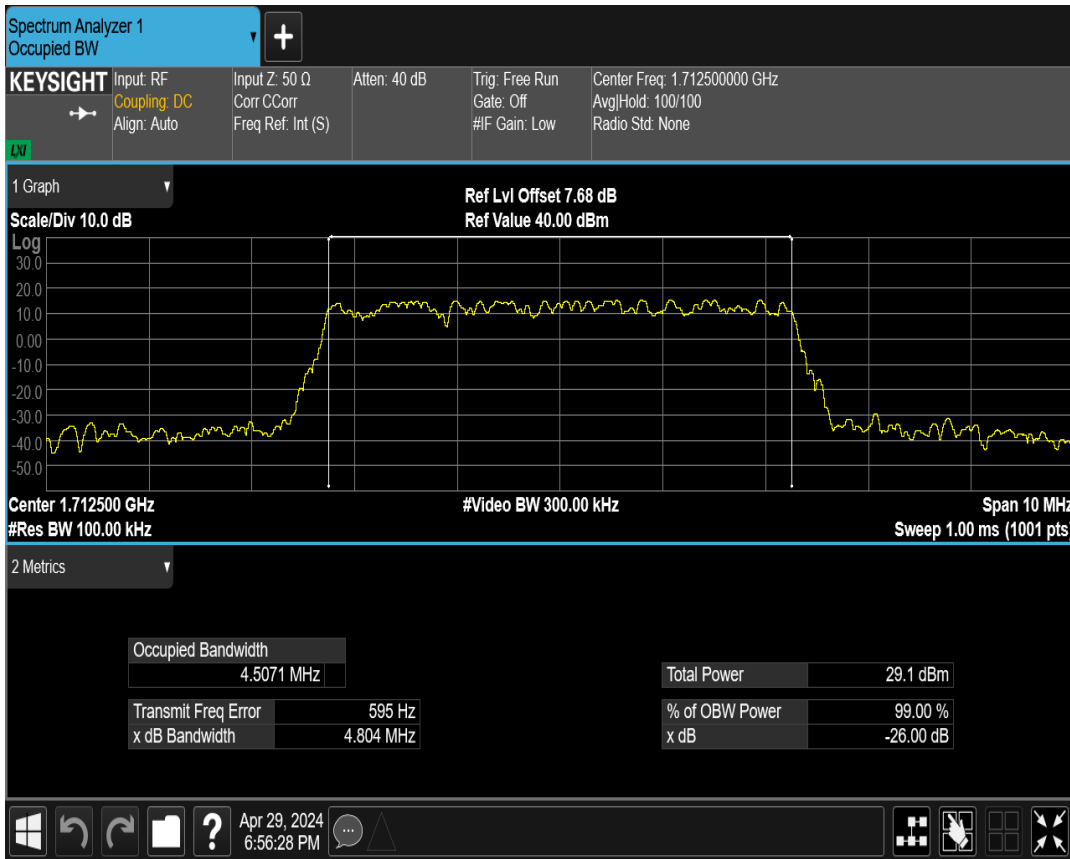 Spectrum Analyzer 1
Occupied BW
+
KEYSIGHT
LXI
Input: RF
Coupling: DC
Align: Auto
Input Z: 50 Ω
Corr CCorr
Freq Ref: Int (S)
Atten: 40 dB
Trig: Free Run
Gate: Off
#IF Gain: Low
Center Freq: 1.712500000 GHz
Avg|Hold: 100/100
Radio Std: None
1 Graph
Scale/Div 10.0 dB
Ref Lvl Offset 7.68 dB
Ref Value 40.00 dBm
Log
30.0
20.0
10.0
0.00
-10.0
-20.0
-30.0
-40.0
-50.0
Center 1.712500 GHz
#Res BW 100.00 kHz
#Video BW 300.00 kHz
Span 10 MHz
Sweep 1.00 ms (1001 pts)
2 Metrics
Occupied Bandwidth
4.5071 MHz
Transmit Freq Error 595 Hz
x dB Bandwidth 4.804 MHz
Total Power 29.1 dBm
% of OBW Power 99.00 %
x dB -26.00 dB
?
Apr 29, 2024
6:56:28 PM